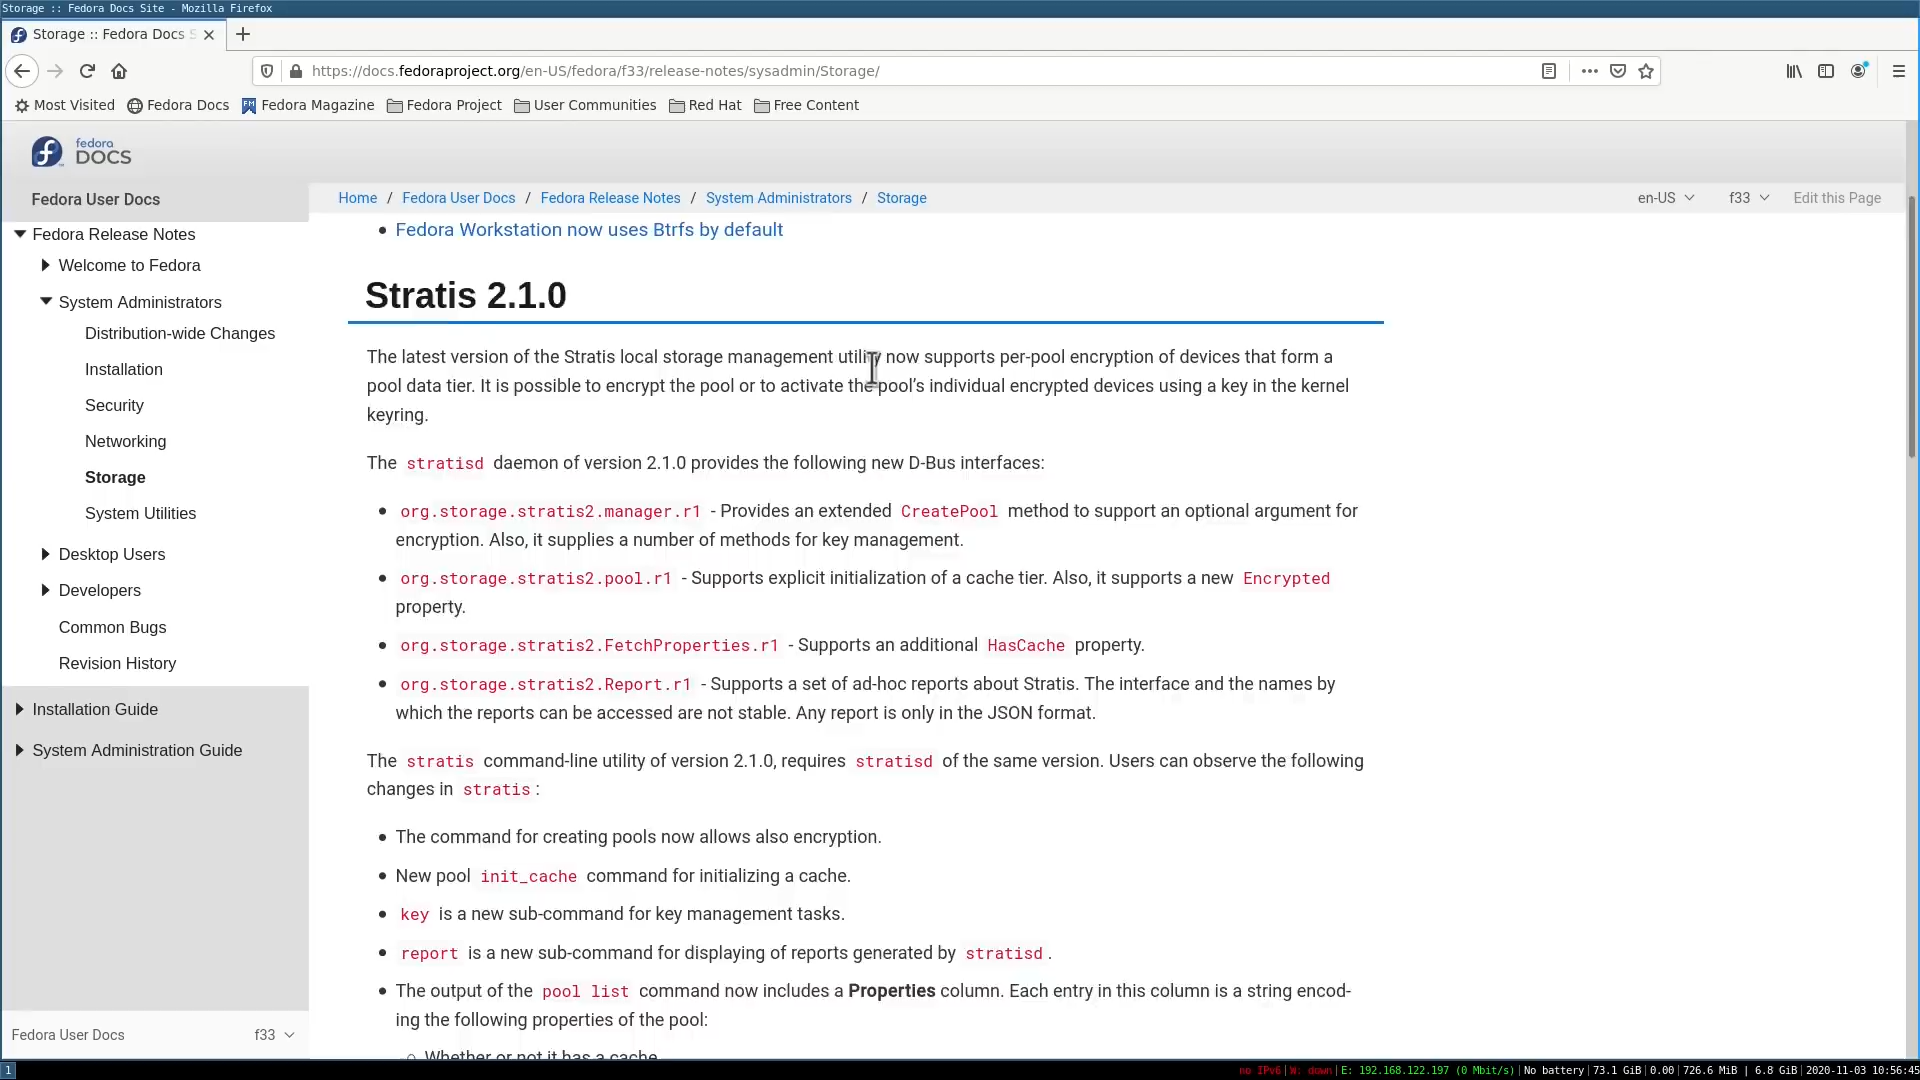 Storage :: Fedora Docs Site - Mozilla Firefox
Storage :: Fedora Docs S
https://docs.fedoraproject.org/en-US/fedora/f33/release-notes/sysadmin/Storage/
Most Visited Fedora Docs Fedora Magazine Fedora Project User Communities Red Hat Free Content
fedora
DOCS
Fedora User Docs
Home / Fedora User Docs / Fedora Release Notes / System Administrators / Storage
en-US f33 Edit this Page
Fedora Release Notes
Welcome to Fedora
System Administrators
Distribution-wide Changes
Installation
Security
Networking
Storage
System Utilities
Desktop Users
Developers
Common Bugs
Revision History
Installation Guide
System Administration Guide
Fedora User Docs f33
• Fedora Workstation now uses Btrfs by default
Stratis 2.1.0
The latest version of the Stratis local storage management utility now supports per-pool encryption of devices that form a
pool data tier. It is possible to encrypt the pool or to activate the pool’s individual encrypted devices using a key in the kernel
keyring.
The stratisd daemon of version 2.1.0 provides the following new D-Bus interfaces:
• org.storage.stratis2.manager.r1 - Provides an extended CreatePool method to support an optional argument for
encryption. Also, it supplies a number of methods for key management.
• org.storage.stratis2.pool.r1 - Supports explicit initialization of a cache tier. Also, it supports a new Encrypted
property.
• org.storage.stratis2.FetchProperties.r1 - Supports an additional HasCache property.
• org.storage.stratis2.Report.r1 - Supports a set of ad-hoc reports about Stratis. The interface and the names by
which the reports can be accessed are not stable. Any report is only in the JSON format.
The stratis command-line utility of version 2.1.0, requires stratisd of the same version. Users can observe the following
changes in stratis :
• The command for creating pools now allows also encryption.
• New pool init_cache command for initializing a cache.
• key is a new sub-command for key management tasks.
• report is a new sub-command for displaying of reports generated by stratisd .
• The output of the pool list command now includes a Properties column. Each entry in this column is a string encod-
ing the following properties of the pool:
Whether or not it has a cache
1 no IPv6|W: down|E: 192.168.122.197 (0 Mbit/s)|No battery|73.1 GiB|0.00|726.6 MiB | 6.8 GiB|2020-11-03 10:56:45